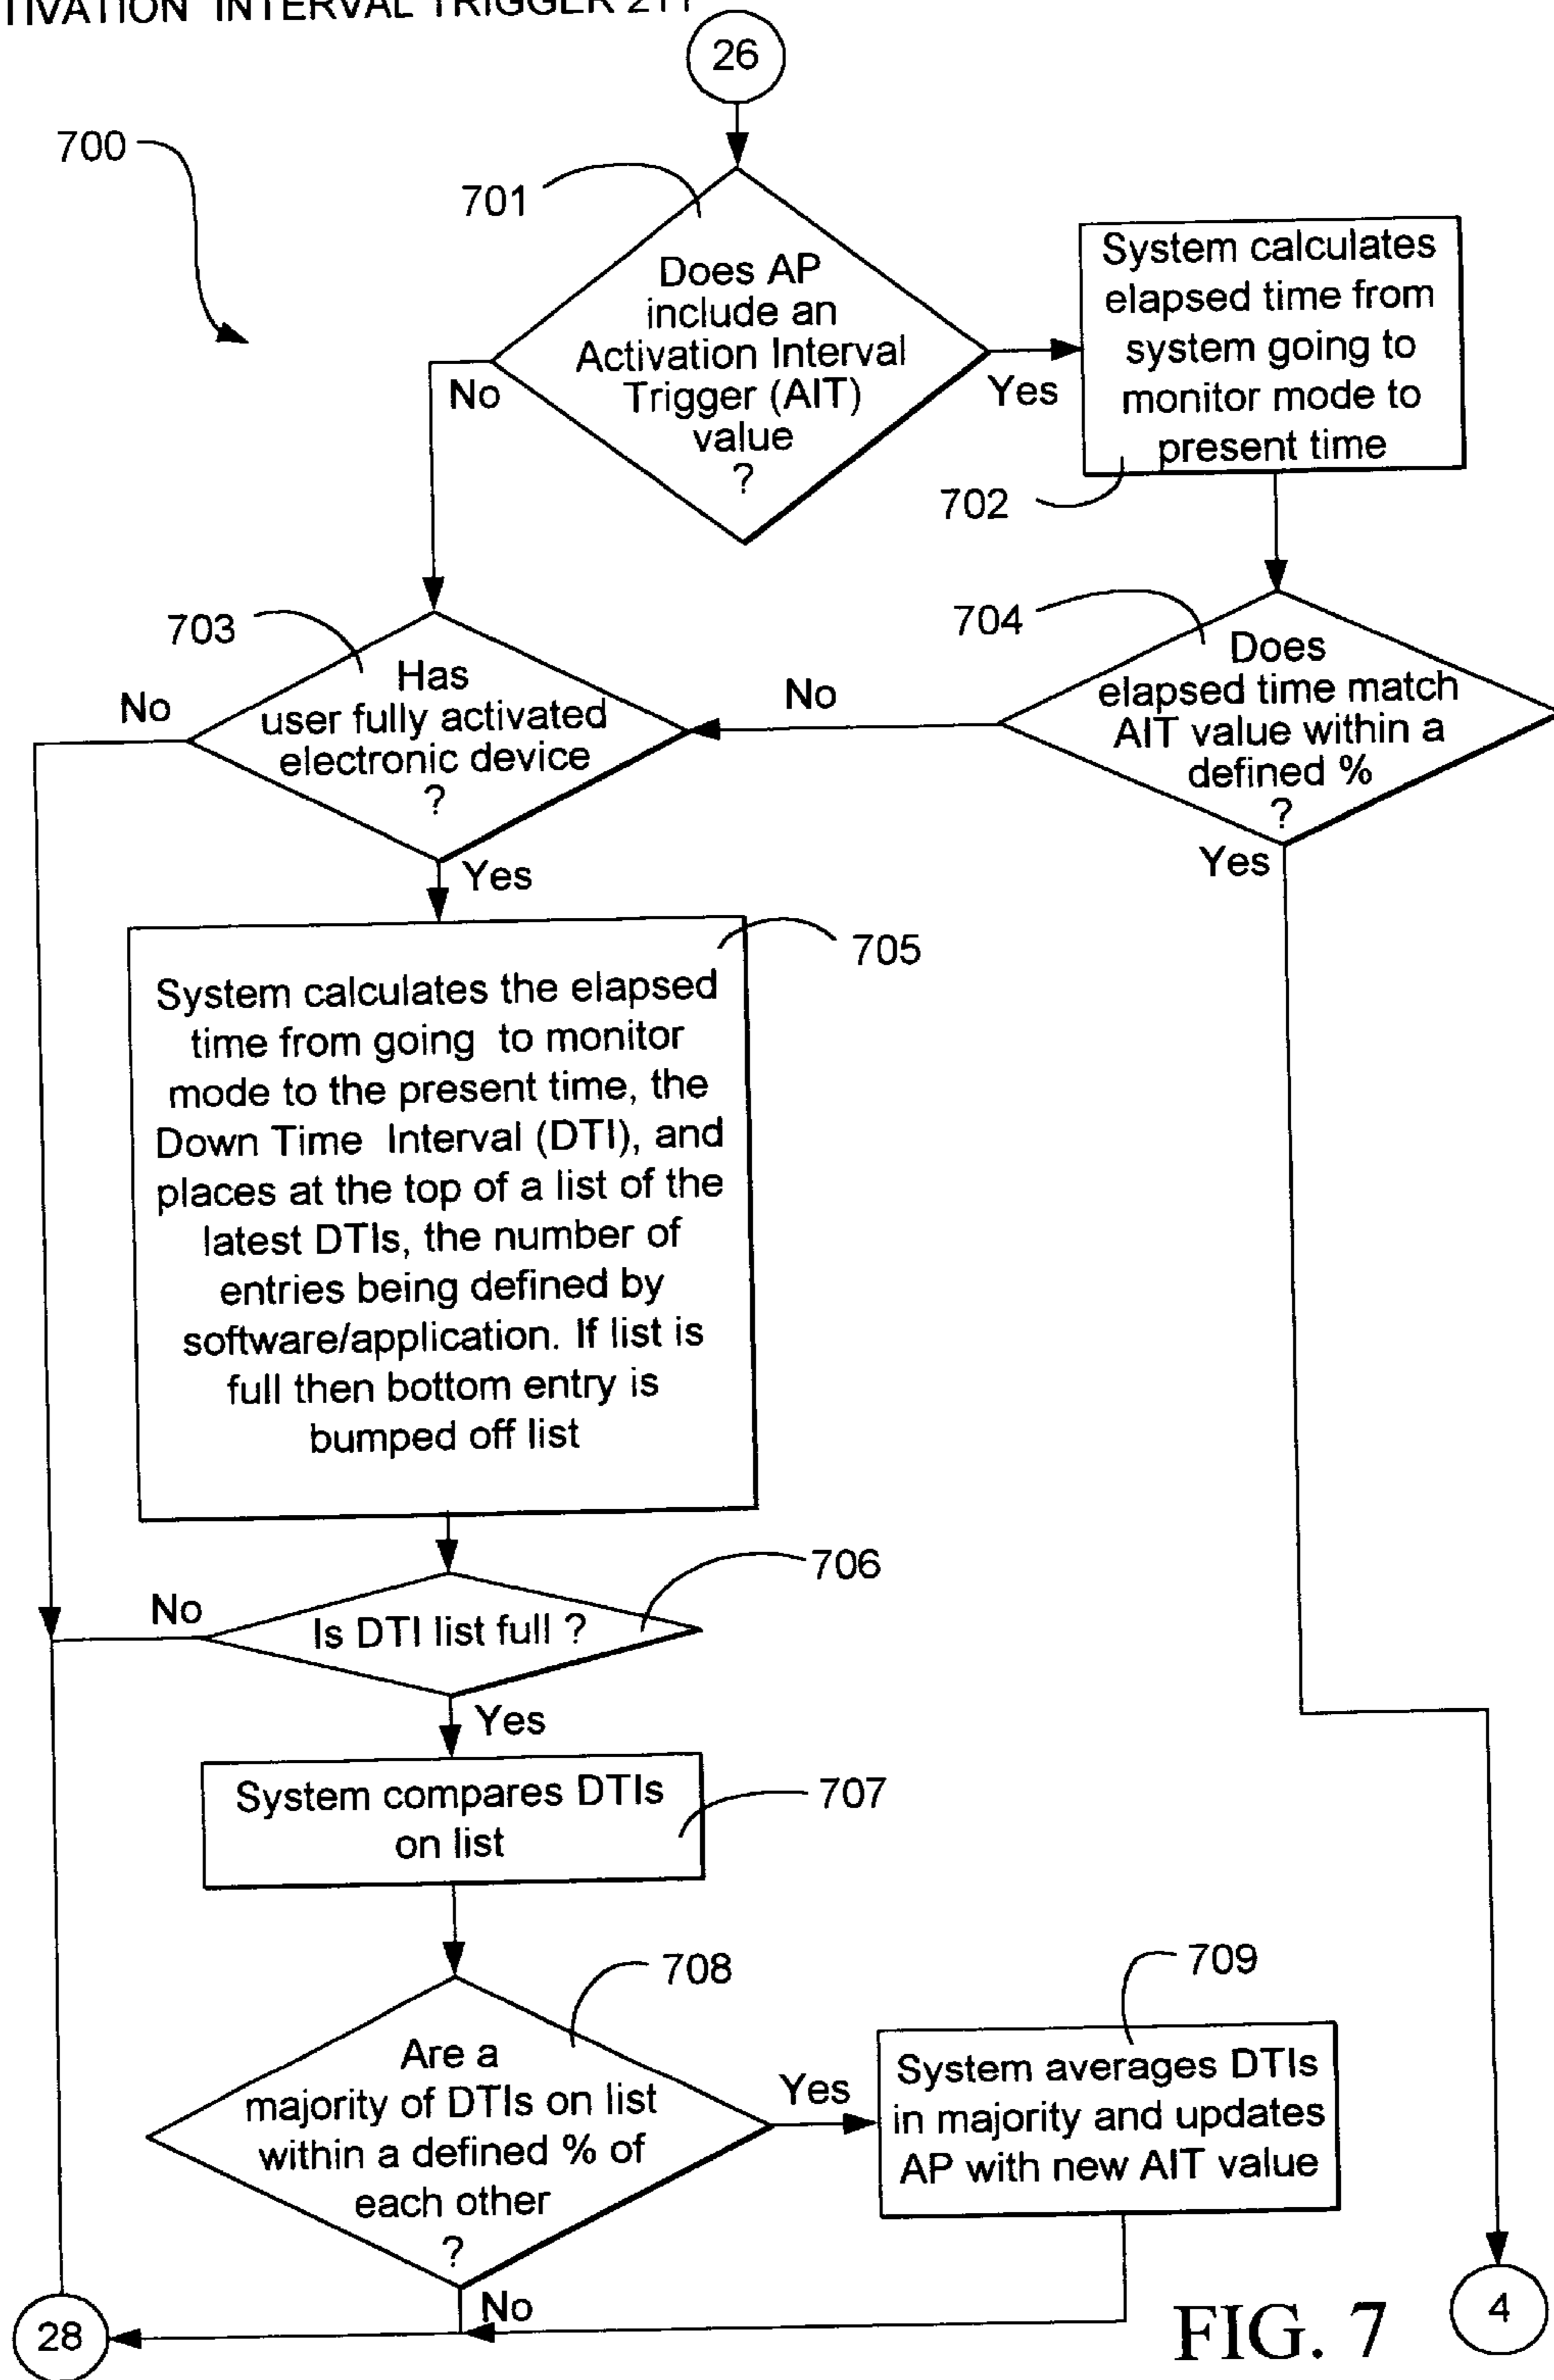 INTERVAL TRIGGER
26
700
701
Does AP
include an
Activation Interval
Trigger (AIT)
value
?
No
Yes
System calculates
elapsed time from
system going to
monitor mode to
present time
702
703
Has
user fully activated
electronic device
?
No
Yes
704
Does
elapsed time match
AIT value within a
defined %
?
No
Yes
705
System calculates the elapsed
time from going to monitor
mode to the present time, the
Down Time Interval (DTI), and
places at the top of a list of the
latest DTIs, the number of
entries being defined by
software/application. If list is
full then bottom entry is
bumped off list
706
Is DTI list full ?
No
Yes
System compares DTIs
on list
707
708
Are a
majority of DTIs on list
within a defined % of
each other
?
Yes
No
709
System averages DTIs
in majority and updates
AP with new AIT value
28
FIG. 7
4